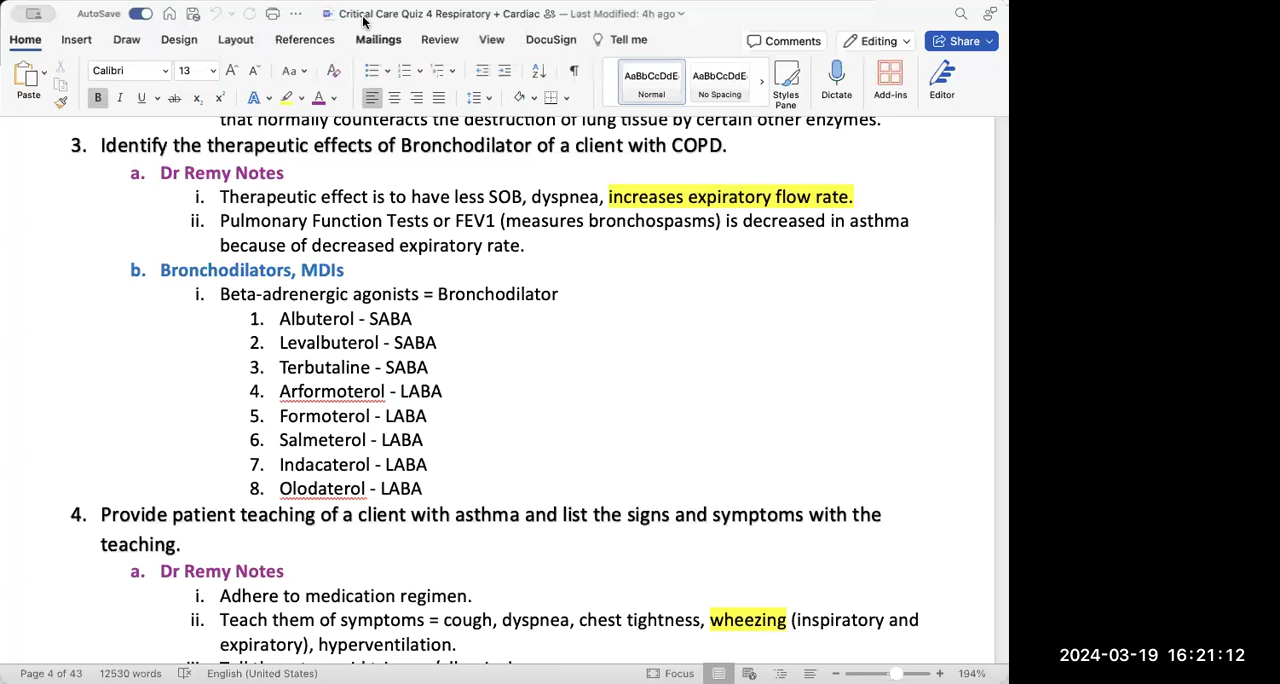 AutoSave
Critical Care Quiz 4 Respiratory + Cardiac — Last Modified: 4h ago
Home Insert Draw Design Layout References Mailings Review View DocuSign Tell me Comments Editing Share
Paste
Calibri 13 A A Aa A
B I U ab x₂ x² A A
AaBbCcDdE AaBbCcDdE
Normal No Spacing
Styles Pane
Dictate
Add-ins
Editor
that normally counteracts the destruction of lung tissue by certain other enzymes.
3. Identify the therapeutic effects of Bronchodilator of a client with COPD.
a. Dr Remy Notes
i. Therapeutic effect is to have less SOB, dyspnea, increases expiratory flow rate.
ii. Pulmonary Function Tests or FEV1 (measures bronchospasms) is decreased in asthma
because of decreased expiratory rate.
b. Bronchodilators, MDIs
i. Beta-adrenergic agonists = Bronchodilator
1. Albuterol - SABA
2. Levalbuterol - SABA
3. Terbutaline - SABA
4. Arformoterol - LABA
5. Formoterol - LABA
6. Salmeterol - LABA
7. Indacaterol - LABA
8. Olodaterol - LABA
4. Provide patient teaching of a client with asthma and list the signs and symptoms with the
teaching.
a. Dr Remy Notes
i. Adhere to medication regimen.
ii. Teach them of symptoms = cough, dyspnea, chest tightness, wheezing (inspiratory and
expiratory), hyperventilation.
Page 4 of 43 12530 words English (United States) Focus 194%
2024-03-19 16:21:12